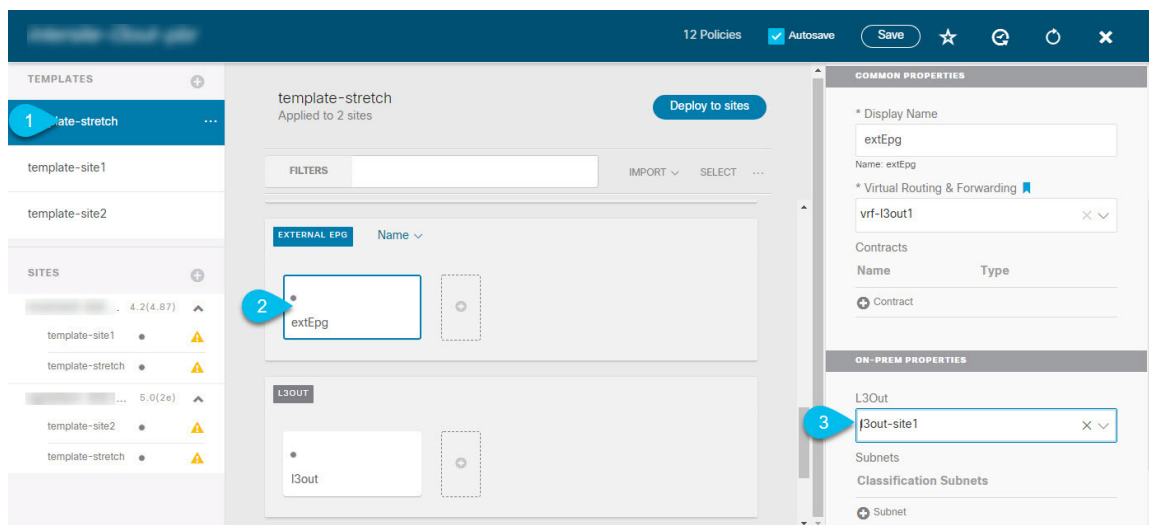 12 Policies
Autosave
Save
TEMPLATES
1
late-stretch
...
template-site1
template-site2
SITES
. 4.2(4.87)
template-site1
template-stretch
... 5.0(2e)
template-site2
template-stretch
template-stretch
Applied to 2 sites
Deploy to sites
FILTERS
IMPORT
SELECT
...
EXTERNAL EPG
Name
2
extEpg
L3OUT
l3out
COMMON PROPERTIES
* Display Name
extEpg
Name: extEpg
* Virtual Routing & Forwarding
vrf-l3out1
Contracts
Name Type
Contract
ON-PREM PROPERTIES
L3Out
3
l3out-site1
Subnets
Classification Subnets
Subnet